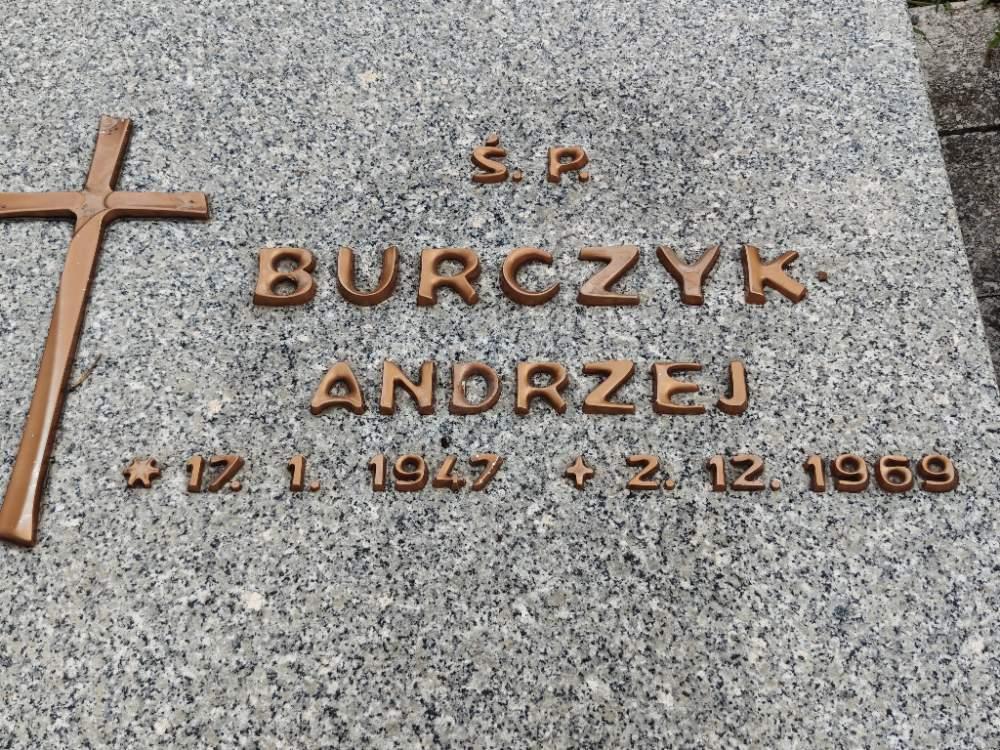 Ś. P.
BURCZYK
ANDRZEJ
* 17. 1. 1947 + 2. 12. 1969